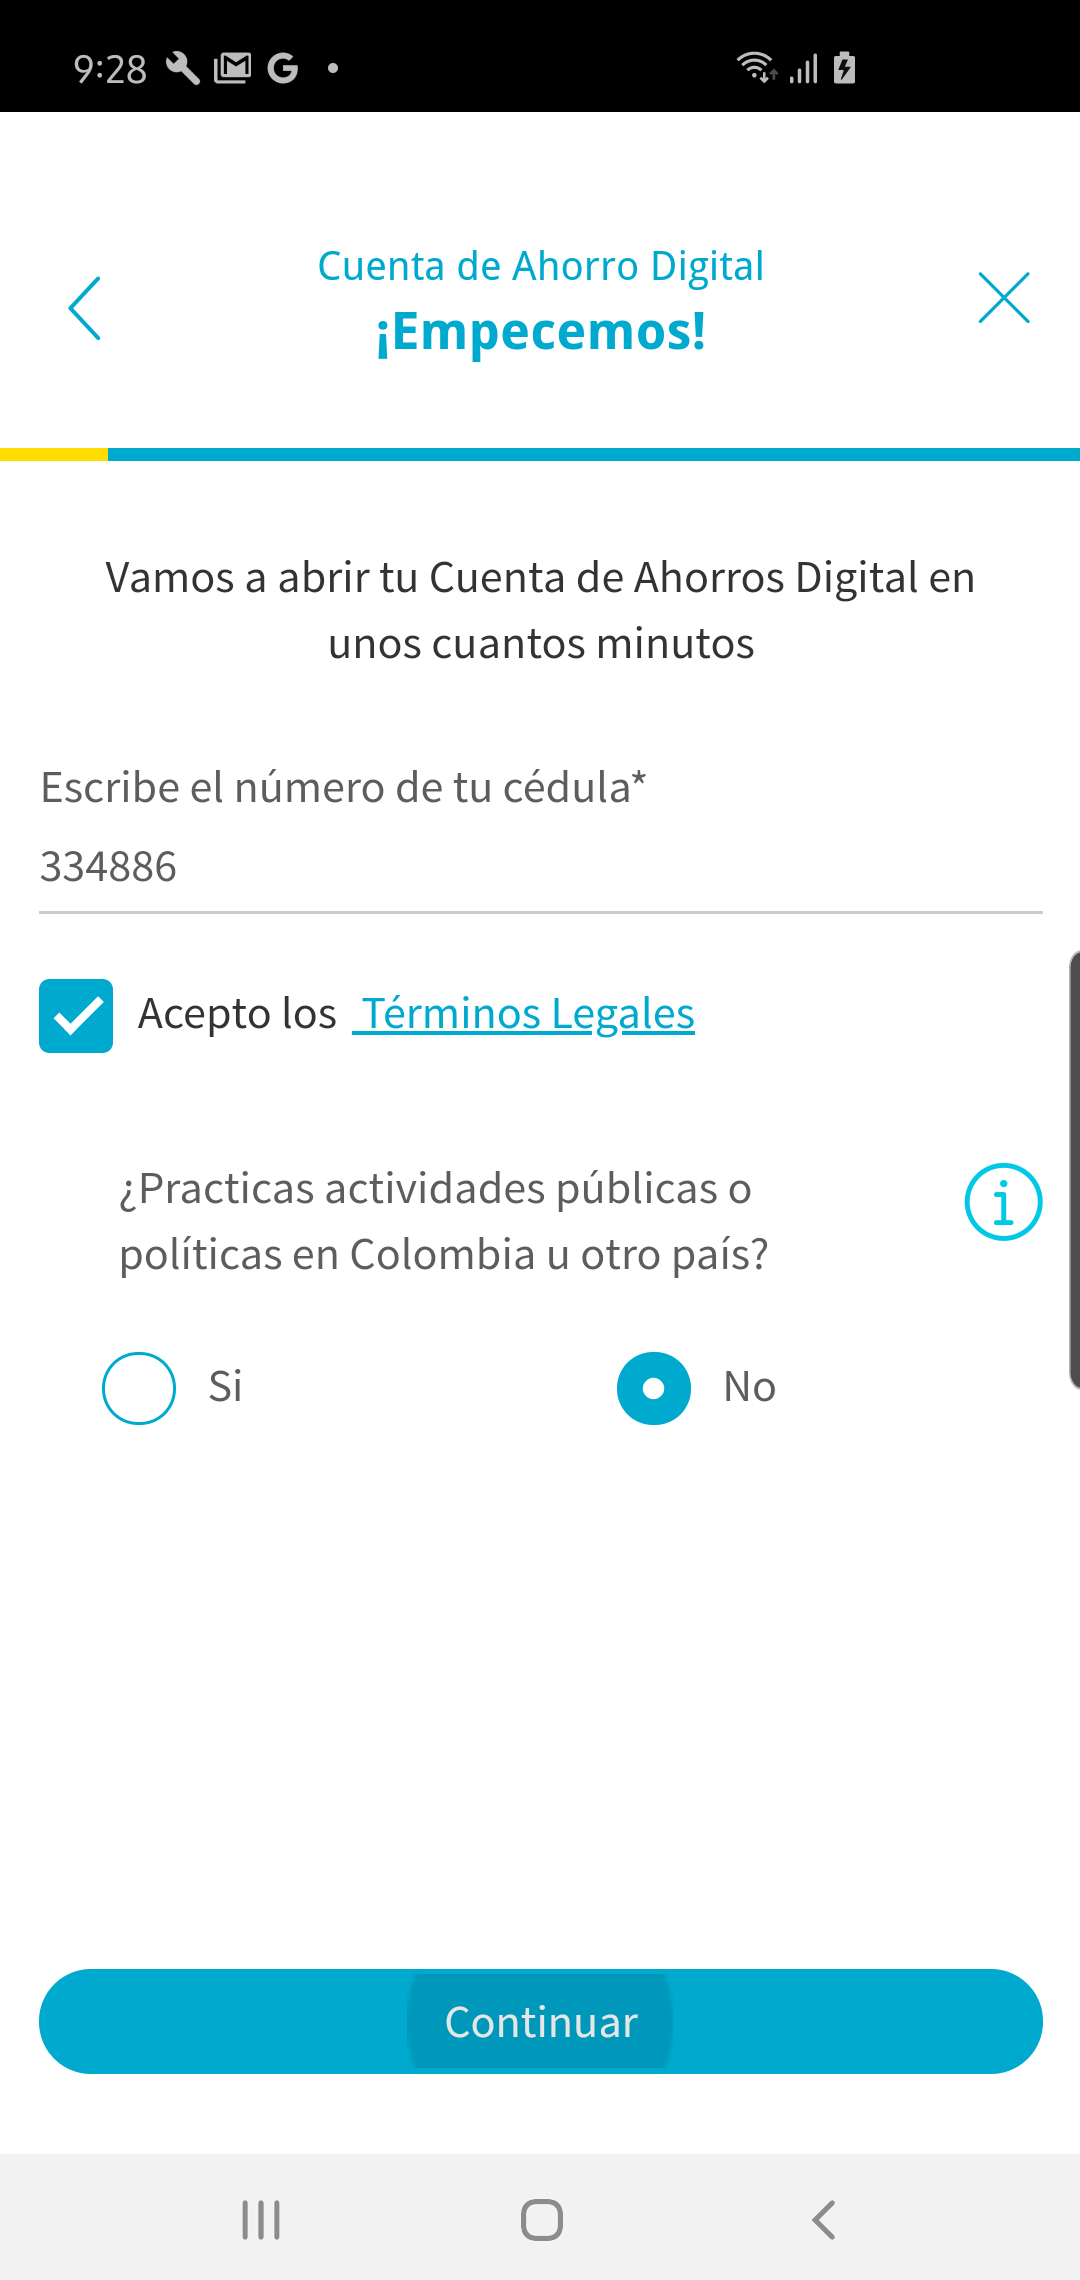 9:28
Cuenta de Ahorro Digital
¡Empecemos!
Vamos a abrir tu Cuenta de Ahorros Digital en
unos cuantos minutos
Escribe el número de tu cédula*
334886
Acepto los Términos Legales
¿Practicas actividades públicas o
políticas en Colombia u otro país?
Si No
Continuar